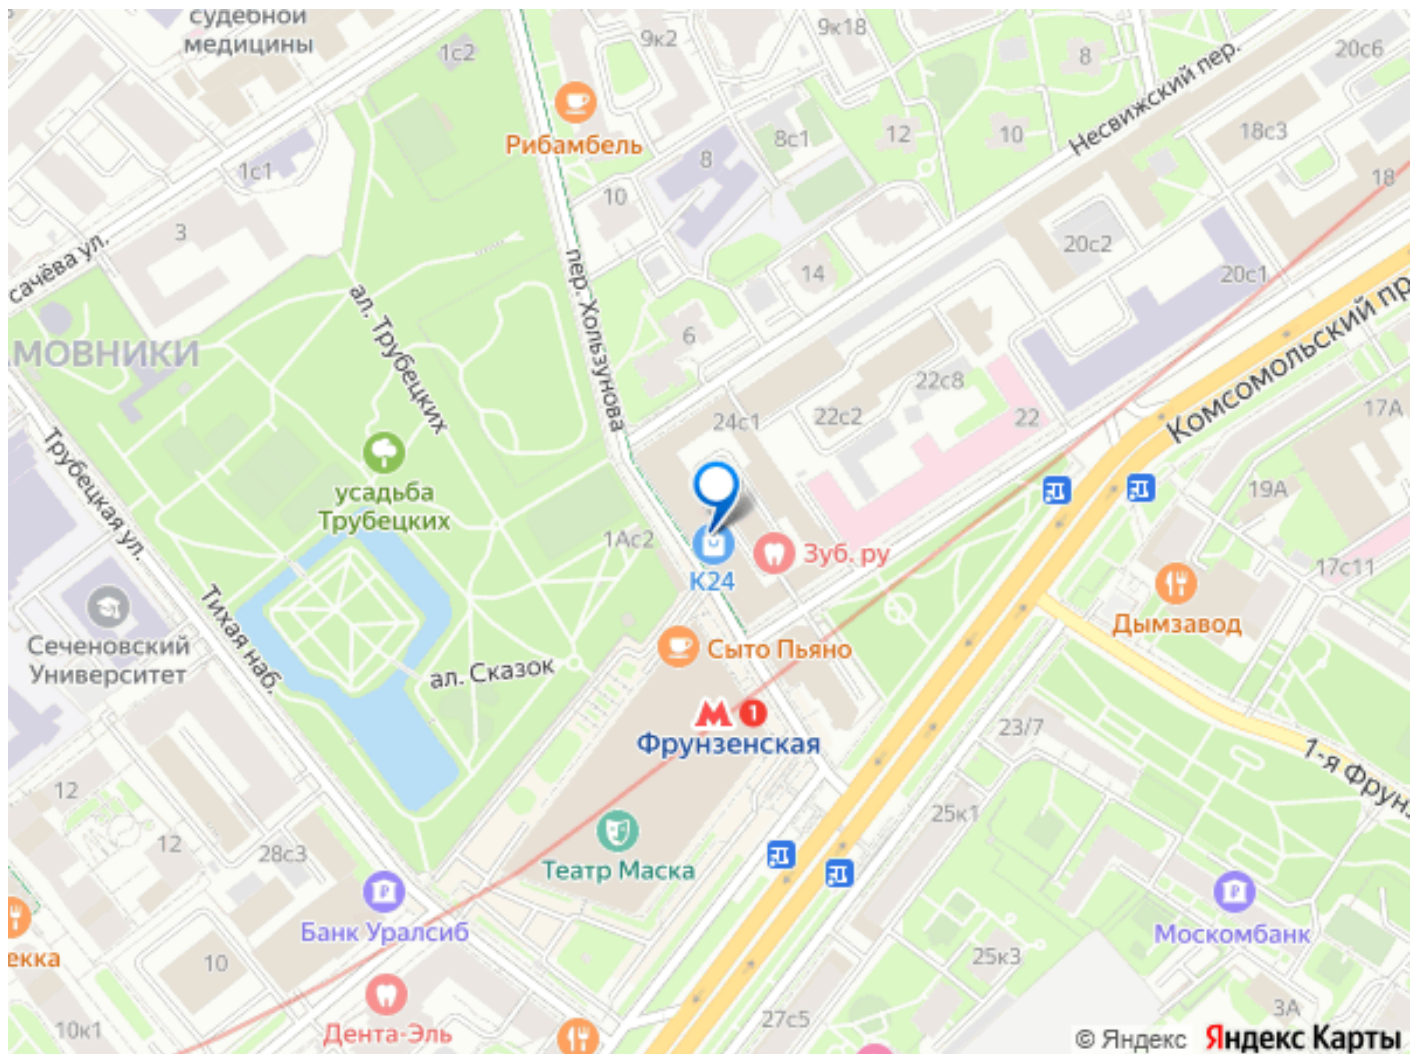 судебной
медицины
1с2
9к2
9к18
8
20с6
Несвижский пер.
Рибамбель
8
8с1
12
10
18с3
18
1с1
10
3
сачёва ул.
пер. Хользунова
14
20с2
20с1
ал. Трубецких
МОВНИКИ
6
22с8
Комсомольский пр
24с1
22с2
22
17А
Трубецкая ул.
усадьба
Трубецких
19А
1Ас2
К24
Зуб. ру
17с11
Тихая наб.
Сеченовский
Университет
ал. Сказок
Сыто Пьяно
Дымзавод
1
Фрунзенская
23/7
1-я Фрунз
12
12
28с3
25к1
Театр Маска
Банк Уралсиб
Москомбанк
екка
10
25к3
10к1
Дента-Эль
27с5
3А
© Яндекс Яндекс Карты